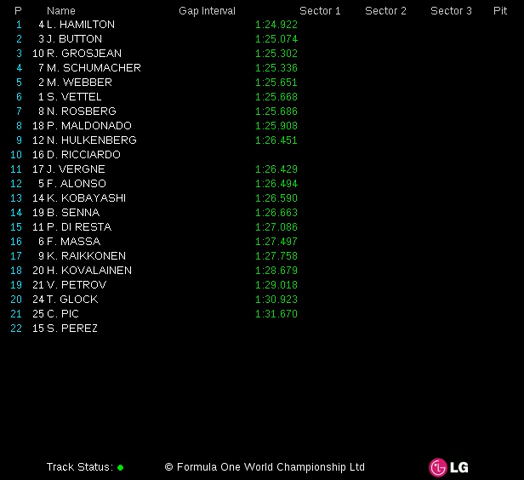 P Name Gap Interval Sector 1 Sector 2 Sector 3 Pit
1 4 L. HAMILTON 1:24.922
2 3 J. BUTTON 1:25.074
3 10 R. GROSJEAN 1:25.302
4 7 M. SCHUMACHER 1:25.336
5 2 M. WEBBER 1:25.651
6 1 S. VETTEL 1:25.668
7 8 N. ROSBERG 1:25.686
8 18 P. MALDONADO 1:25.908
9 12 N. HULKENBERG 1:26.451
10 16 D. RICCIARDO
11 17 J. VERGNE 1:26.429
12 5 F. ALONSO 1:26.494
13 14 K. KOBAYASHI 1:26.590
14 19 B. SENNA 1:26.663
15 11 P. DI RESTA 1:27.086
16 6 F. MASSA 1:27.497
17 9 K. RAIKKONEN 1:27.758
18 20 H. KOVALAINEN 1:28.679
19 21 V. PETROV 1:29.018
20 24 T. GLOCK 1:30.923
21 25 C. PIC 1:31.670
22 15 S. PEREZ
Track Status: © Formula One World Championship Ltd LG